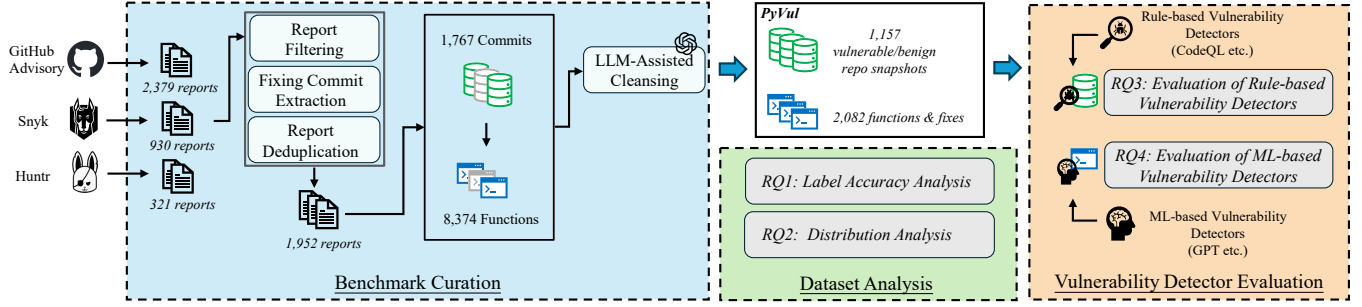 GitHub
Advisory
2,379 reports
Snyk
930 reports
Huntr
321 reports
Report
Filtering
Fixing Commit
Extraction
Report
Deduplication
1,952 reports
1,767 Commits
8,374 Functions
LLM-Assisted
Cleansing
Benchmark Curation
PyVul
1,157
vulnerable/benign
repo snapshots
2,082 functions & fixes
RQ1: Label Accuracy Analysis
RQ2: Distribution Analysis
Dataset Analysis
Rule-based Vulnerability
Detectors
(CodeQL etc.)
RQ3: Evaluation of Rule-based
Vulnerability Detectors
RQ4: Evaluation of ML-based
Vulnerability Detectors
ML-based Vulnerability
Detectors
(GPT etc.)
Vulnerability Detector Evaluation